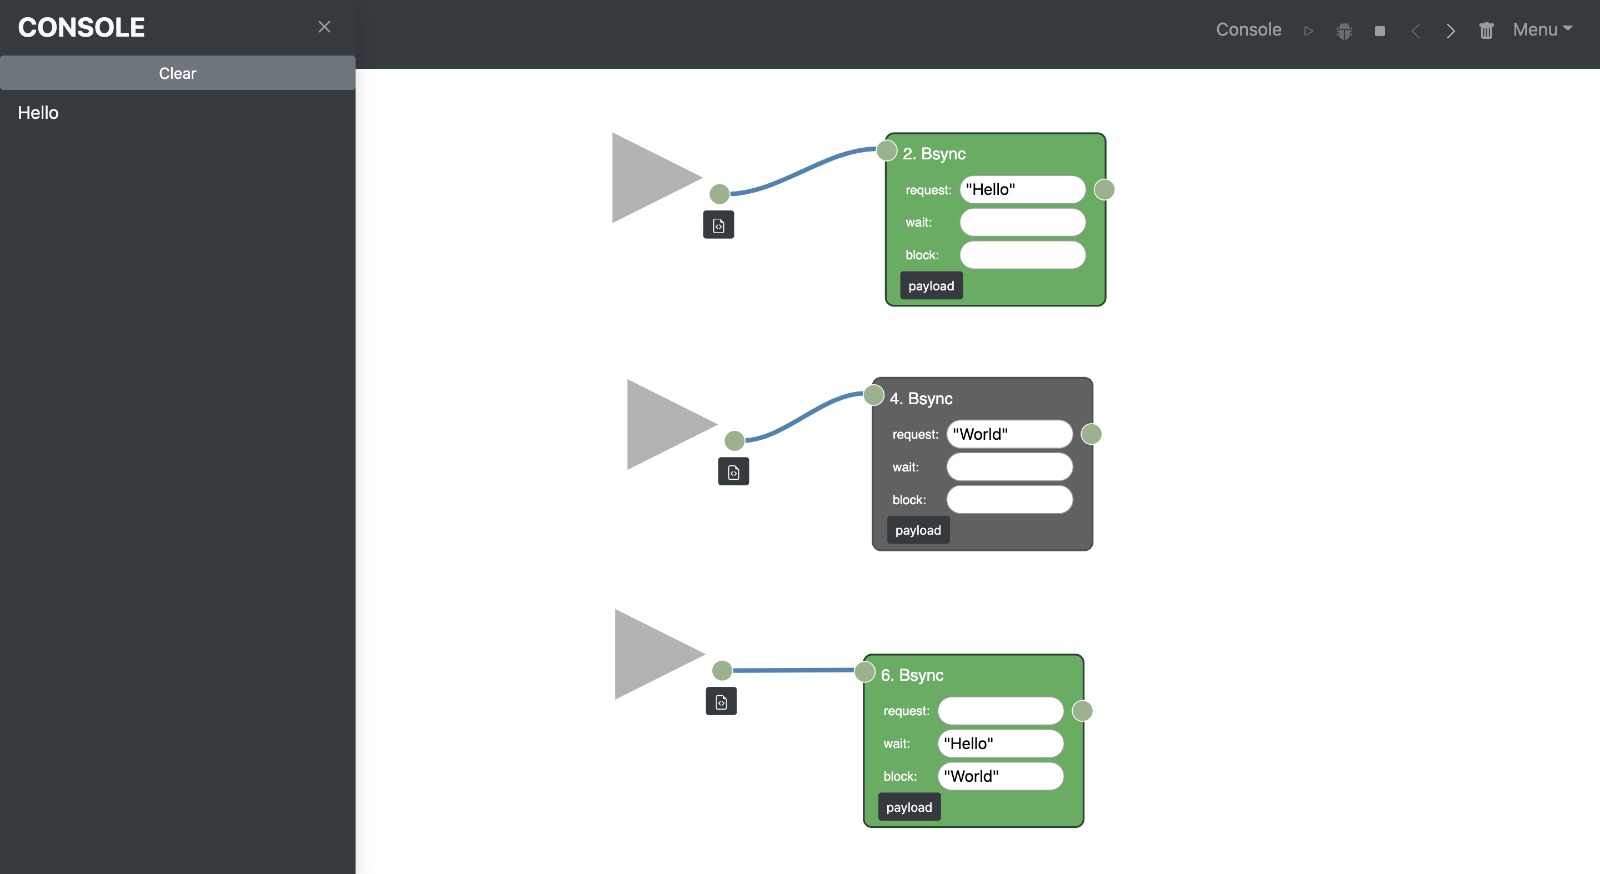 CONSOLE
Clear
Hello
Console
Menu
2. Bsync
request: "Hello"
wait:
block:
payload
4. Bsync
request: "World"
wait:
block:
payload
6. Bsync
request:
wait: "Hello"
block: "World"
payload